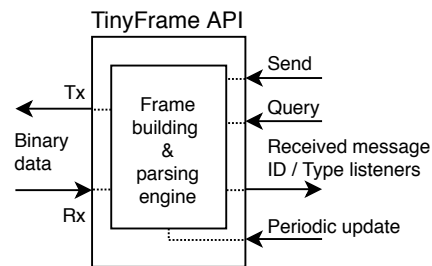 TinyFrame API
Tx
Binary
data
Rx
Frame
building
&
parsing
engine
Send
Query
Received message
ID / Type listeners
Periodic update